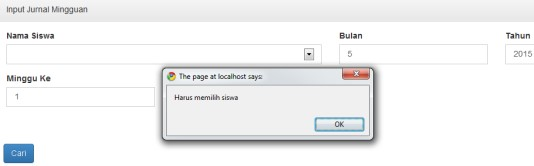 Input Jurnal Mingguan
Nama Siswa
Bulan
Tahun
5
2015
Minggu Ke
1
The page at localhost says:
Harus memilih siswa
OK
Cari